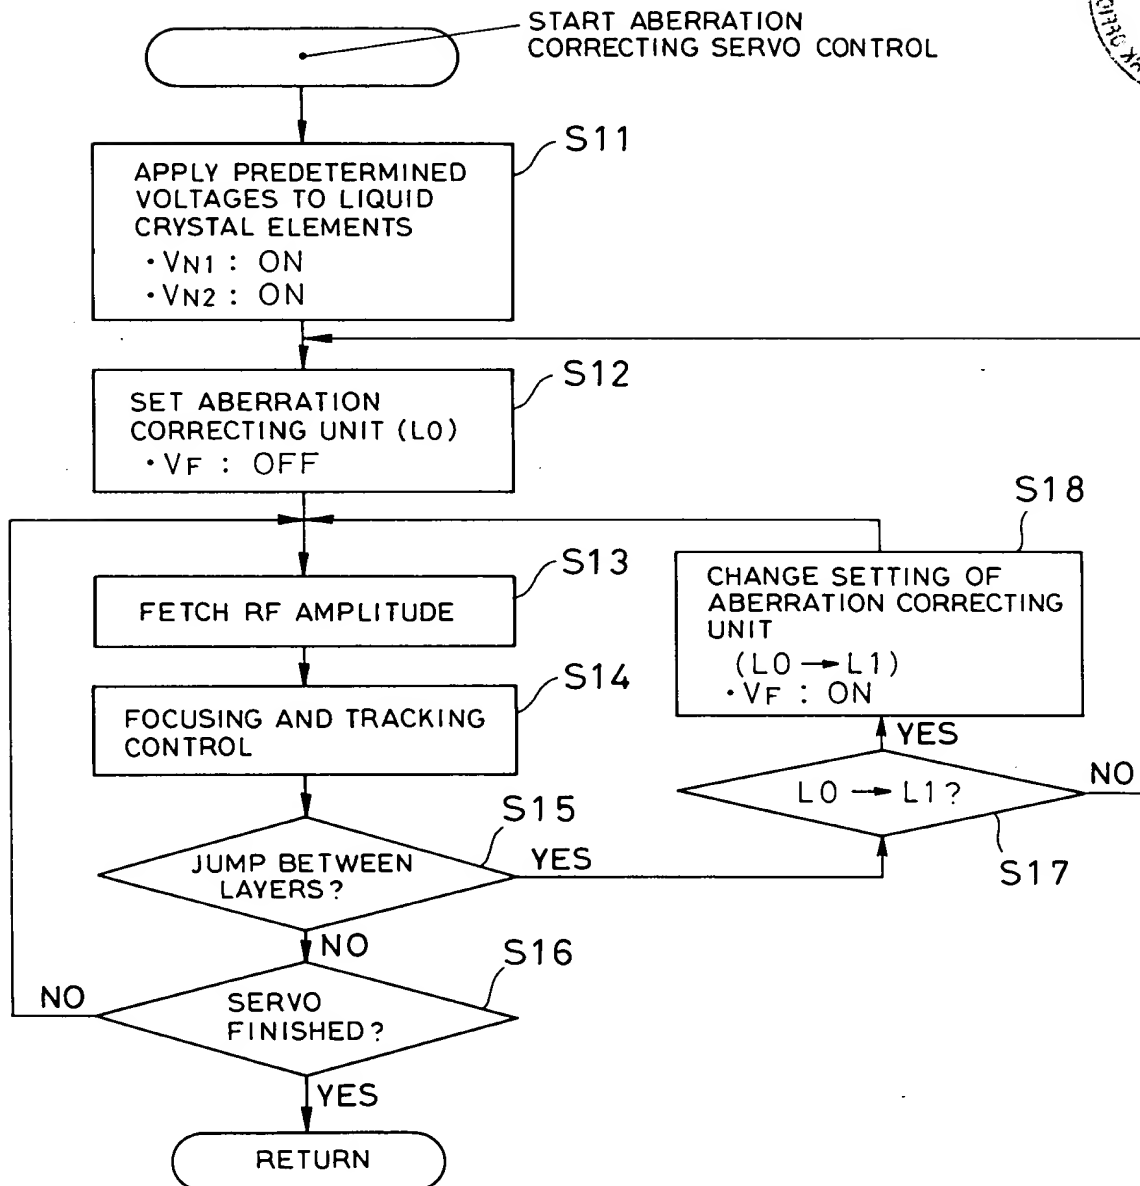 START ABERRATION
CORRECTING SERVO CONTROL
S11
APPLY PREDETERMINED
VOLTAGES TO LIQUID
CRYSTAL ELEMENTS
・VN1 : ON
・VN2 : ON
S12
SET ABERRATION
CORRECTING UNIT (L0)
・VF : OFF
S13
FETCH RF AMPLITUDE
S14
FOCUSING AND TRACKING
CONTROL
S18
CHANGE SETTING OF
ABERRATION CORRECTING
UNIT
(L0 → L1)
・VF : ON
YES
L0 → L1?
NO
S17
S15
JUMP BETWEEN
LAYERS?
YES
NO
S16
SERVO
FINISHED?
NO
YES
RETURN